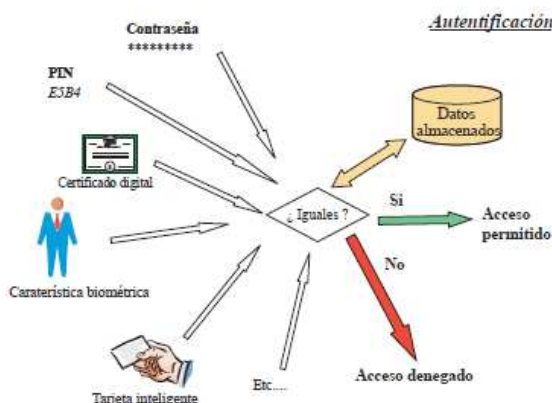 Autentificación
Contraseña
*********
PIN
E5B4
Datos
almacenados
Certificado digital
¿ Iguales ?
Si
Acceso
permitido
No
Caraterística biométrica
Tarjeta inteligente
Etc....
Acceso denegado